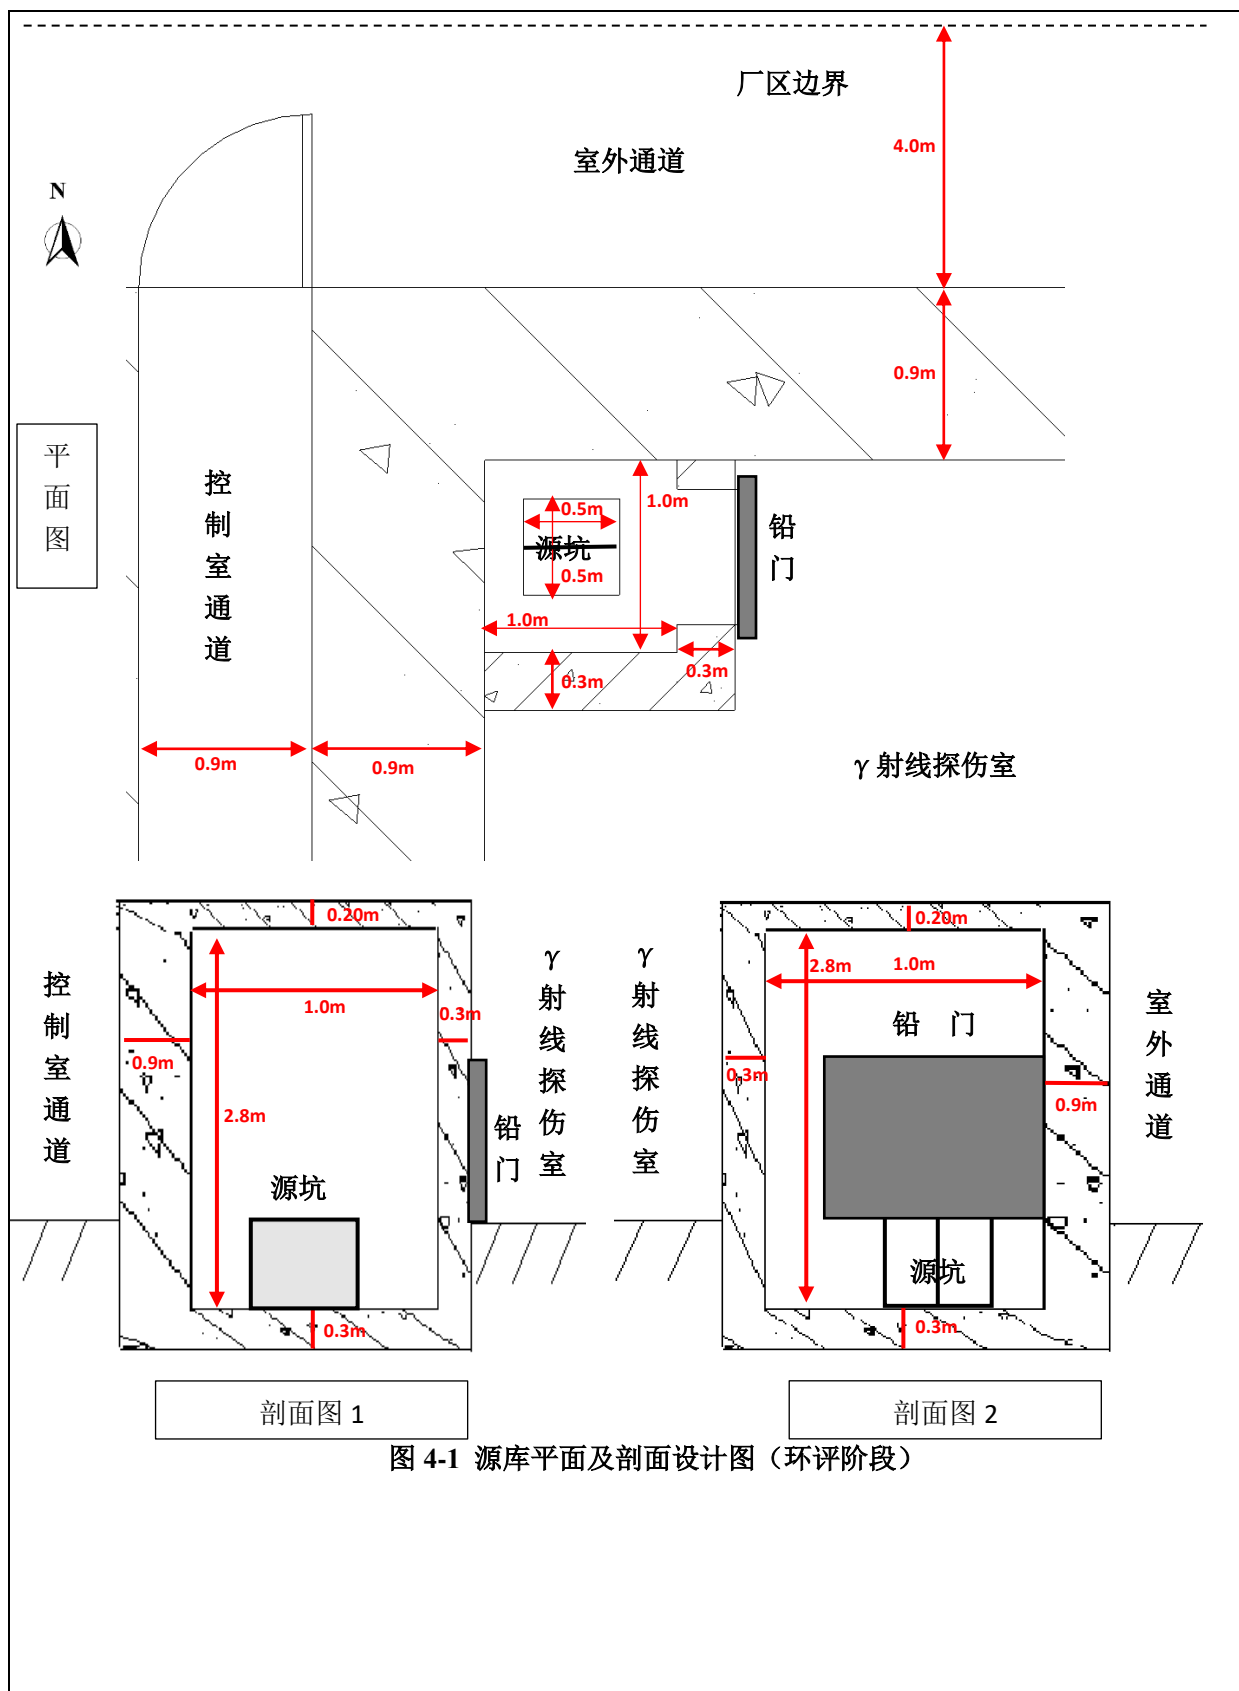 厂区边界
4.0m
室外通道
N
0.9m
平面图
控制室通道
1.0m
0.5m
源坑
0.5m
铅门
1.0m
0.3m
0.3m
0.9m
0.9m
γ 射线探伤室
0.20m
控制室通道
1.0m
0.3m
0.9m
2.8m
γ射线探伤室
铅门
源坑
0.3m
剖面图 1
γ射线探伤室
0.20m
2.8m
1.0m
铅 门
0.3m
0.9m
室外通道
源坑
0.3m
剖面图 2
图 4-1 源库平面及剖面设计图（环评阶段）